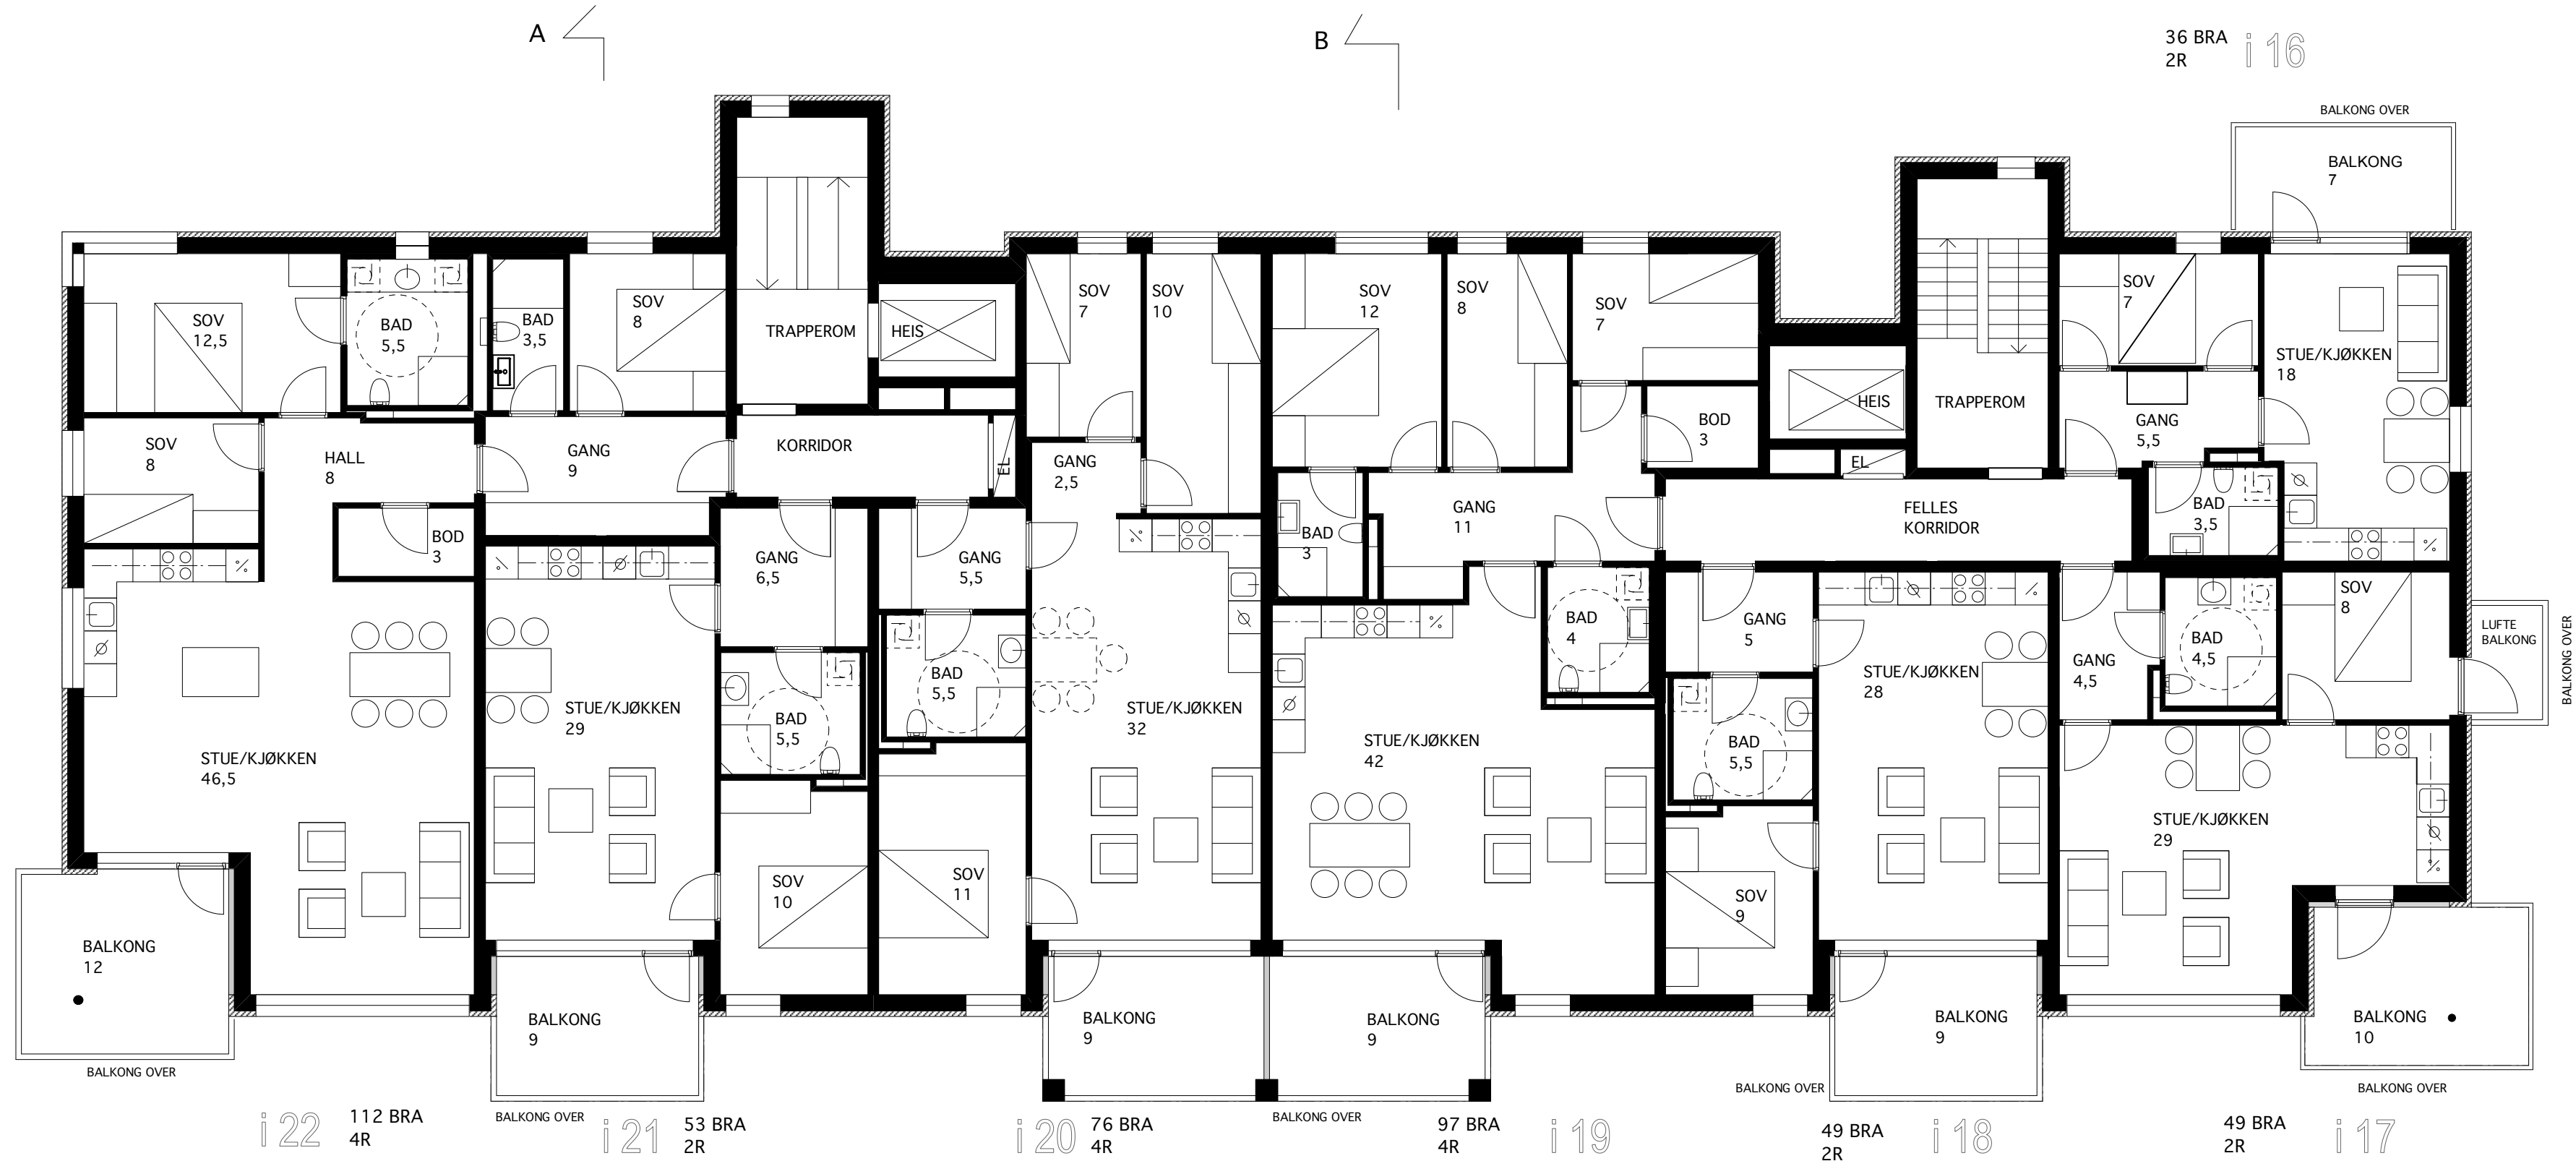 A
B
36 BRA
2R
i 16
BALKONG OVER
BALKONG
7
SOV
12,5
BAD
5,5
BAD
3,5
SOV
8
TRAPPEROM
HEIS
SOV
7
SOV
10
SOV
12
SOV
8
SOV
7
HEIS
TRAPPEROM
SOV
7
STUE/KJØKKEN
18
SOV
8
HALL
8
GANG
9
KORRIDOR
EL
GANG
2,5
BOD
3
EL
GANG
5,5
BOD
3
GANG
6,5
GANG
5,5
BAD
3
GANG
11
FELLES
KORRIDOR
BAD
3,5
BAD
4
GANG
5
GANG
4,5
BAD
4,5
SOV
8
LUFTE
BALKONG
BALKONG OVER
STUE/KJØKKEN
46,5
STUE/KJØKKEN
29
BAD
5,5
BAD
5,5
STUE/KJØKKEN
32
STUE/KJØKKEN
42
BAD
5,5
STUE/KJØKKEN
28
STUE/KJØKKEN
29
SOV
10
SOV
11
SOV
9
BALKONG
12
BALKONG
9
BALKONG
9
BALKONG
9
BALKONG
9
BALKONG
10
BALKONG OVER
BALKONG OVER
BALKONG OVER
BALKONG OVER
BALKONG OVER
i 22
112 BRA
4R
i 21
53 BRA
2R
i 20
76 BRA
4R
97 BRA
4R
i 19
49 BRA
2R
i 18
49 BRA
2R
i 17